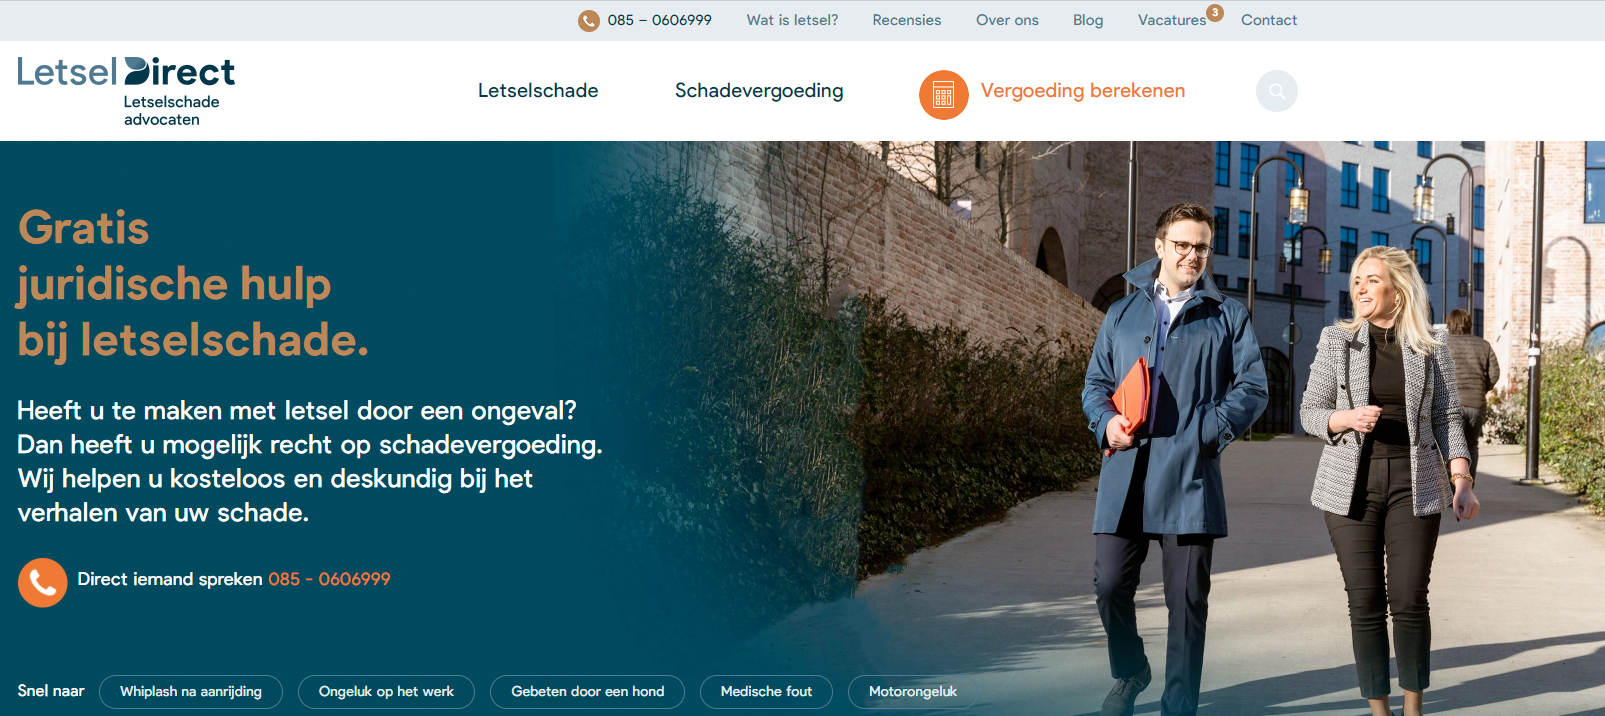 085 – 0606999 Wat is letsel? Recensies Over ons Blog Vacatures 3 Contact
Letsel Direct
Letselschade
advocaten
Letselschade Schadevergoeding Vergoeding berekenen
Gratis
juridische hulp
bij letselschade.
Heeft u te maken met letsel door een ongeval?
Dan heeft u mogelijk recht op schadevergoeding.
Wij helpen u kosteloos en deskundig bij het
verhalen van uw schade.
Direct iemand spreken 085 - 0606999
Snel naar Whiplash na aanrijding Ongeluk op het werk Gebeten door een hond Medische fout Motorongeluk